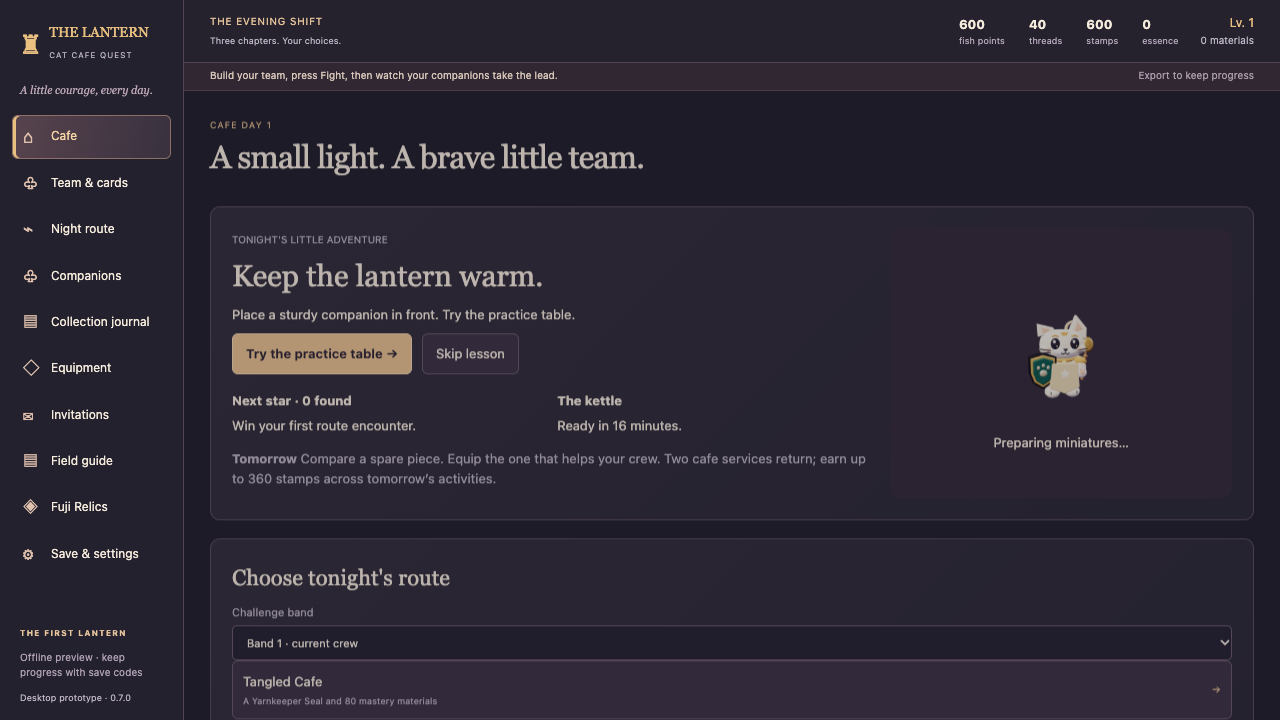 THE LANTERN
CAT CAFE QUEST
A little courage, every day.
Cafe
Team & cards
Night route
Companions
Collection journal
Equipment
Invitations
Field guide
Fuji Relics
Save & settings
THE FIRST LANTERN
Offline preview · keep
progress with save codes
Desktop prototype · 0.7.0
THE EVENING SHIFT
Three chapters. Your choices.
600 fish points
40 threads
600 stamps
0 essence
Lv. 1
0 materials
Build your team, press Fight, then watch your companions take the lead.
Export to keep progress
CAFE DAY 1
A small light. A brave little team.
TONIGHT'S LITTLE ADVENTURE
Keep the lantern warm.
Place a sturdy companion in front. Try the practice table.
Try the practice table →
Skip lesson
Next star · 0 found
Win your first route encounter.
The kettle
Ready in 16 minutes.
Tomorrow Compare a spare piece. Equip the one that helps your crew. Two cafe services return; earn up
to 360 stamps across tomorrow's activities.
Preparing miniatures…
Choose tonight's route
Challenge band
Band 1 · current crew
Tangled Cafe
A Yarnkeeper Seal and 80 mastery materials
→